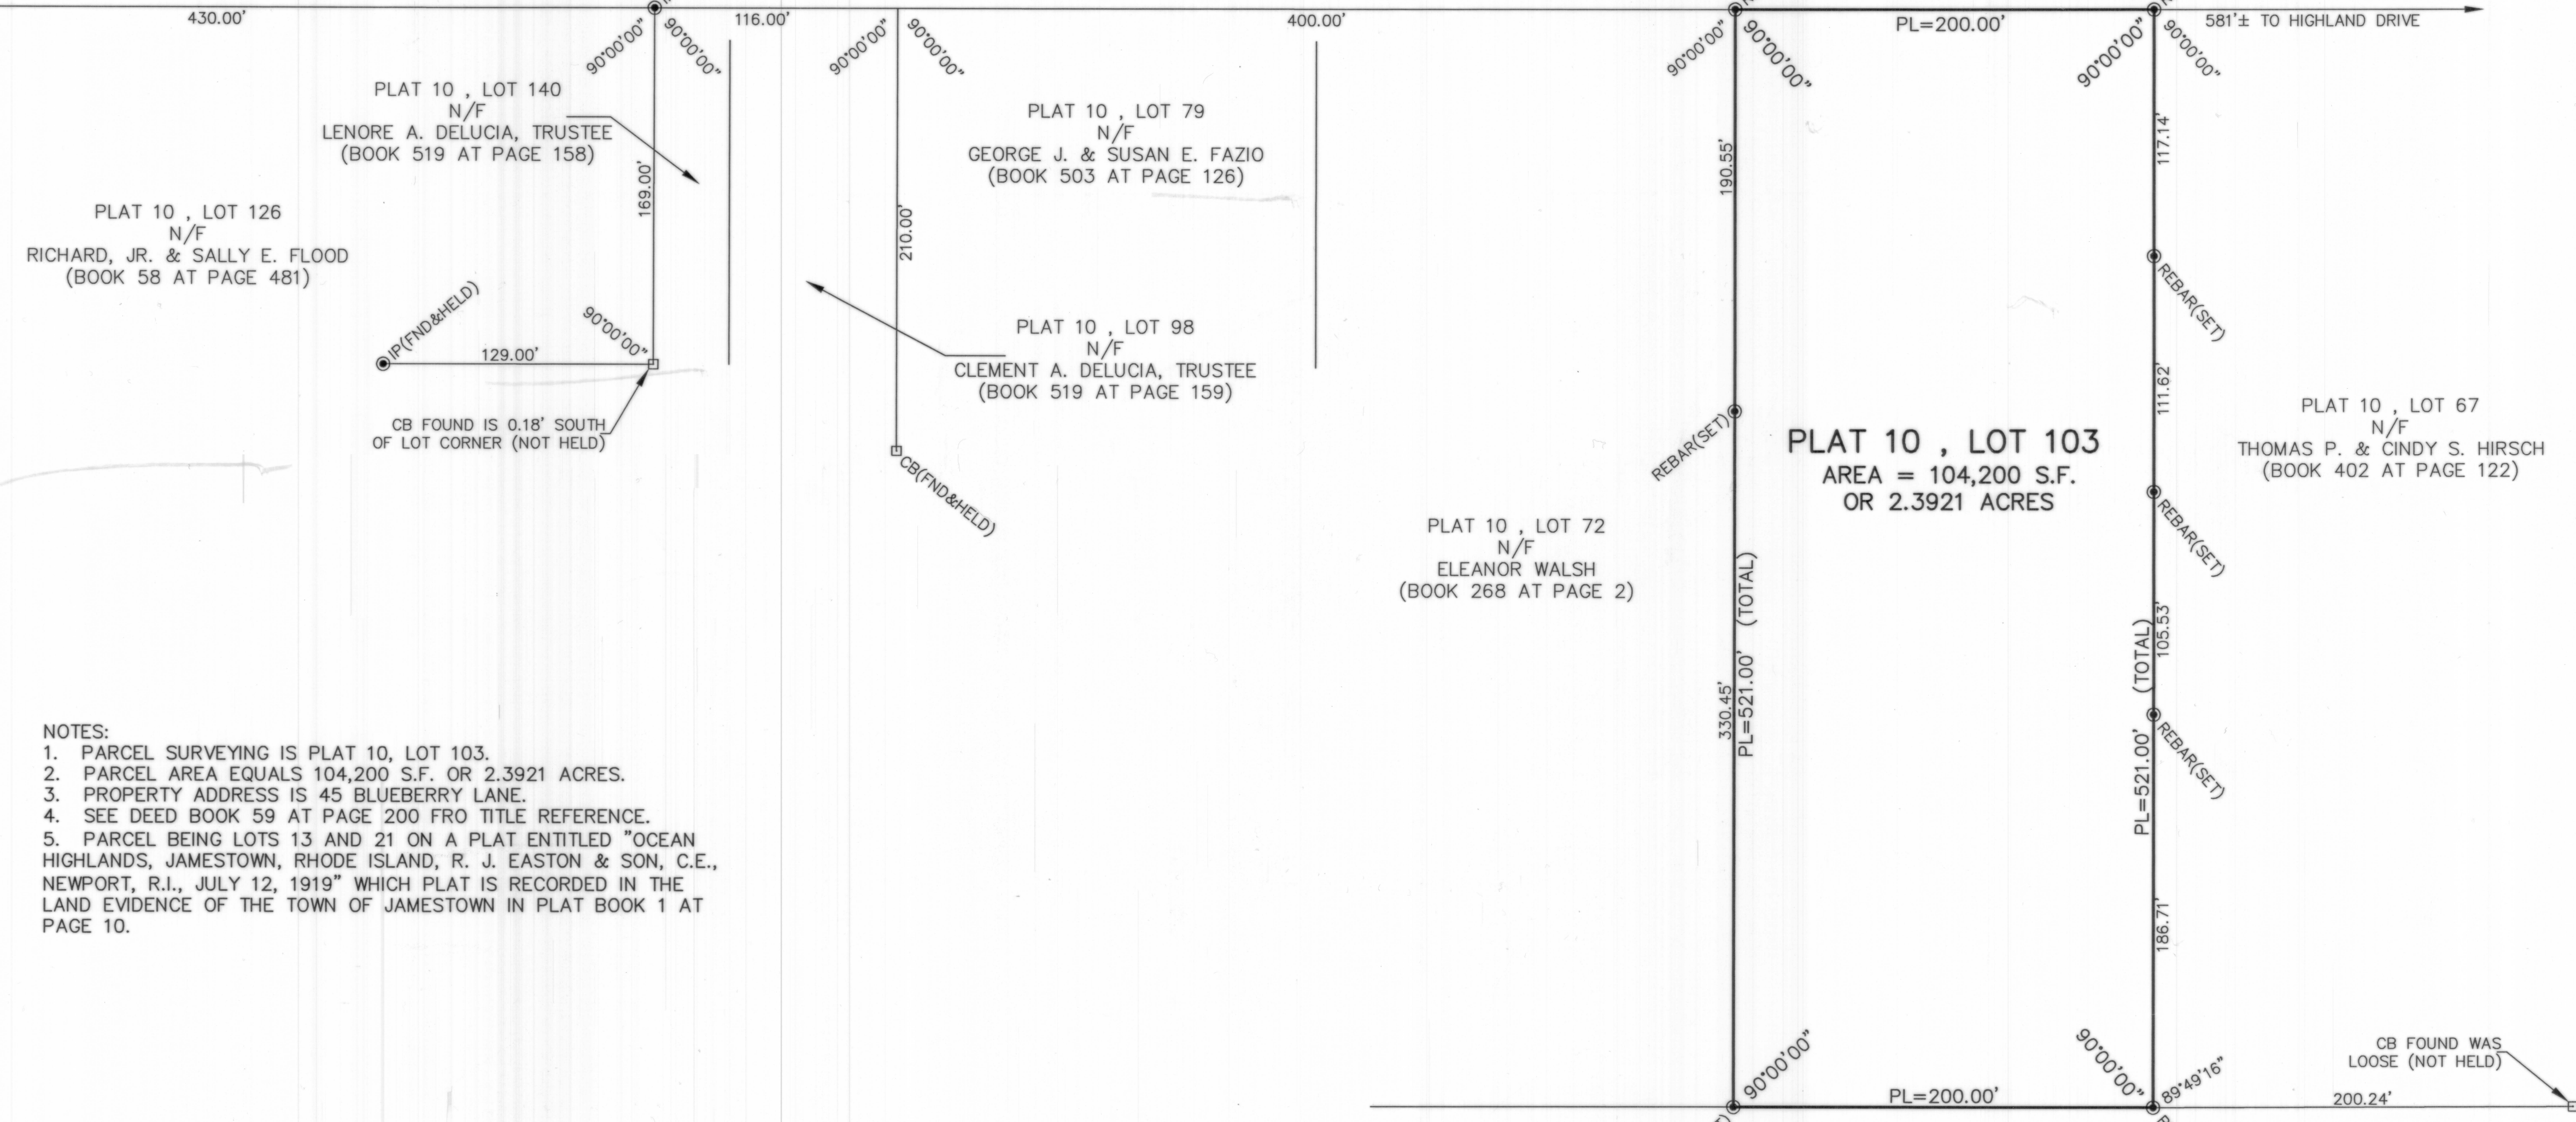 430.00'
116.00'
400.00'
PL=200.00'
581'± TO HIGHLAND DRIVE
90°00'00"
90°00'00"
90°00'00"
90°00'00"
90°00'00"
90°00'00"
90°00'00"
90°00'00"
PLAT 10 , LOT 140
N/F
LENORE A. DELUCIA, TRUSTEE
(BOOK 519 AT PAGE 158)
PLAT 10 , LOT 79
N/F
GEORGE J. & SUSAN E. FAZIO
(BOOK 503 AT PAGE 126)
169.00'
210.00'
190.55'
117.14'
PLAT 10 , LOT 126
N/F
RICHARD, JR. & SALLY E. FLOOD
(BOOK 58 AT PAGE 481)
IP(FND&HELD)
129.00'
90°00'00"
CB FOUND IS 0.18' SOUTH
OF LOT CORNER (NOT HELD)
PLAT 10 , LOT 98
N/F
CLEMENT A. DELUCIA, TRUSTEE
(BOOK 519 AT PAGE 159)
CB(FND&HELD)
REBAR(SET)
REBAR(SET)
111.62'
PLAT 10 , LOT 103
AREA = 104,200 S.F.
OR 2.3921 ACRES
PLAT 10 , LOT 67
N/F
THOMAS P. & CINDY S. HIRSCH
(BOOK 402 AT PAGE 122)
REBAR(SET)
PLAT 10 , LOT 72
N/F
ELEANOR WALSH
(BOOK 268 AT PAGE 2)
330.45'
PL=521.00' (TOTAL)
105.53'
PL=521.00' (TOTAL)
REBAR(SET)
186.71'
NOTES:
1. PARCEL SURVEYING IS PLAT 10, LOT 103.
2. PARCEL AREA EQUALS 104,200 S.F. OR 2.3921 ACRES.
3. PROPERTY ADDRESS IS 45 BLUEBERRY LANE.
4. SEE DEED BOOK 59 AT PAGE 200 FRO TITLE REFERENCE.
5. PARCEL BEING LOTS 13 AND 21 ON A PLAT ENTITLED "OCEAN
HIGHLANDS, JAMESTOWN, RHODE ISLAND, R. J. EASTON & SON, C.E.,
NEWPORT, R.I., JULY 12, 1919" WHICH PLAT IS RECORDED IN THE
LAND EVIDENCE OF THE TOWN OF JAMESTOWN IN PLAT BOOK 1 AT
PAGE 10.
90°00'00"
90°00'00"
89°49'16"
CB FOUND WAS
LOOSE (NOT HELD)
PL=200.00'
200.24'